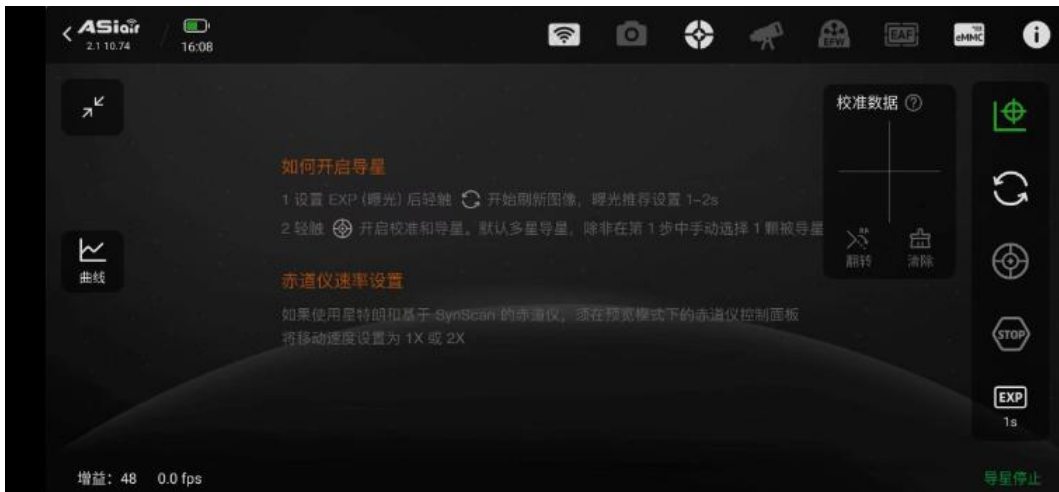 ASiair
2.1 10.74
16:08
EFW
EAF
eMMC
校准数据
如何开启导星
1 设置 EXP (曝光) 后轻触 开始刷新图像，曝光推荐设置 1~2s
2 轻触 开启校准和导星。默认多星导星，除非在第 1 步中手动选择 1 颗被导星
翻转
清除
曲线
赤道仪速率设置
如果使用星特朗和基于 SynScan 的赤道仪，须在预览模式下的赤道仪控制面板
将移动速度设置为 1X 或 2X
STOP
EXP
1s
增益：48 0.0 fps
导星停止